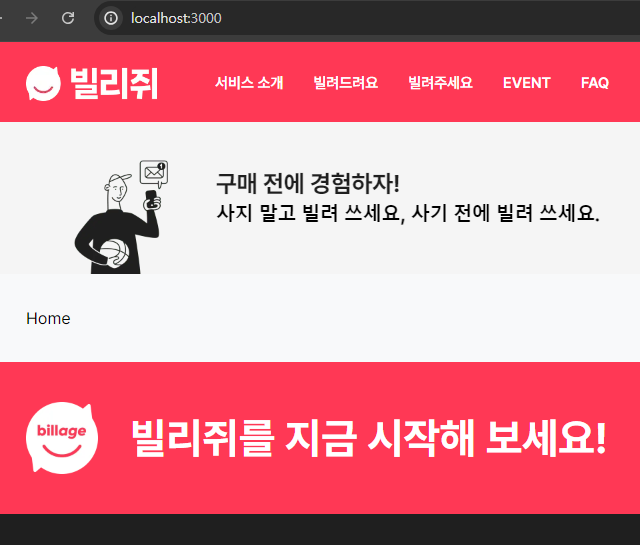 localhost:3000
빌리쥐 서비스 소개 빌려드려요 빌려주세요 EVENT FAQ
1
구매 전에 경험하자!
사지 말고 빌려 쓰세요, 사기 전에 빌려 쓰세요.
Home
billage
빌리쥐를 지금 시작해 보세요!